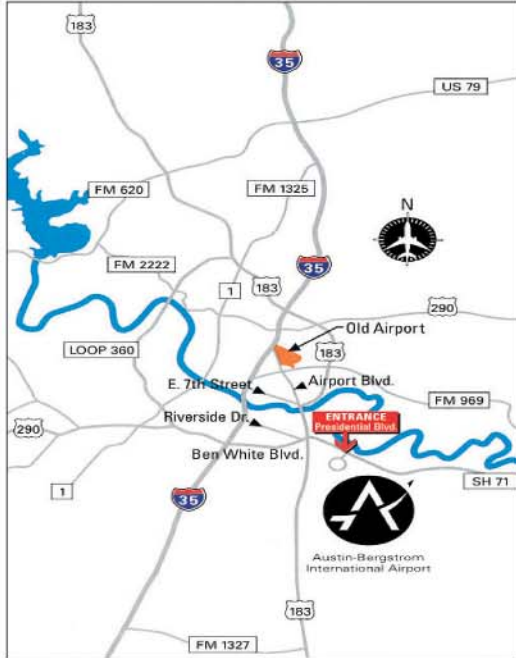 183
35
US 79
FM 620
FM 1325
N
FM 2222
35
1
183
290
Old Airport
LOOP 360
183
E. 7th Street
Airport Blvd.
FM 969
Riverside Dr.
ENTRANCE
Presidential Blvd.
290
Ben White Blvd.
1
35
SH 71
Austin-Bergstrom
International Airport
183
FM 1327